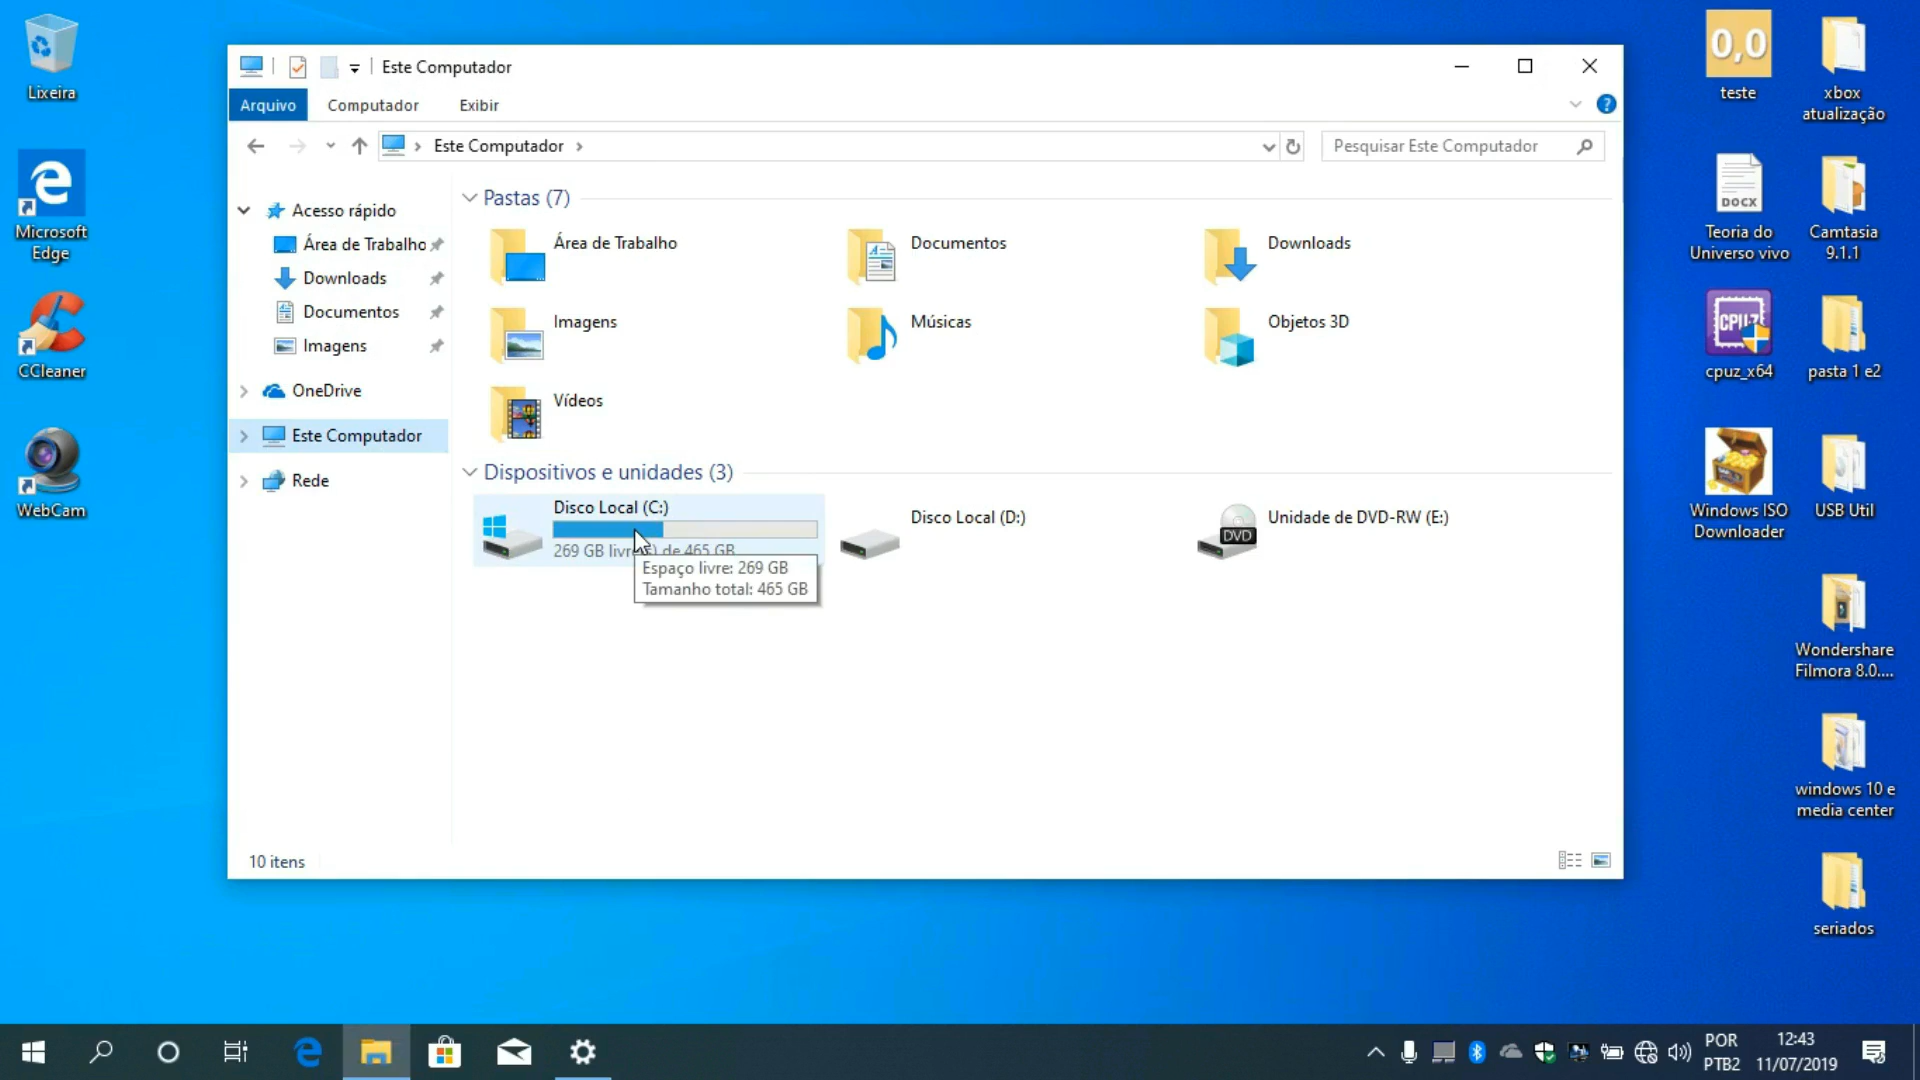 Este Computador
Arquivo
Computador
Exibir
Este Computador
Pesquisar Este Computador
Acesso rápido
Área de Trabalho
Downloads
Documentos
Imagens
OneDrive
Este Computador
Rede
Pastas (7)
Área de Trabalho
Documentos
Downloads
Imagens
Músicas
Objetos 3D
Vídeos
Dispositivos e unidades (3)
Disco Local (C:)
269 GB livre(s) de 465 GB
Espaço livre: 269 GB
Tamanho total: 465 GB
Disco Local (D:)
DVD
Unidade de DVD-RW (E:)
10 itens
Lixeira
Microsoft
Edge
CCleaner
WebCam
0,0
teste
xbox
atualização
DOCX
Teoria do
Universo vivo
Camtasia
9.1.1
CPU-Z
cpuz_x64
pasta 1 e2
Windows ISO
Downloader
USB Util
Wondershare
Filmora 8.0....
windows 10 e
media center
seriados
POR
PTB2
12:43
11/07/2019